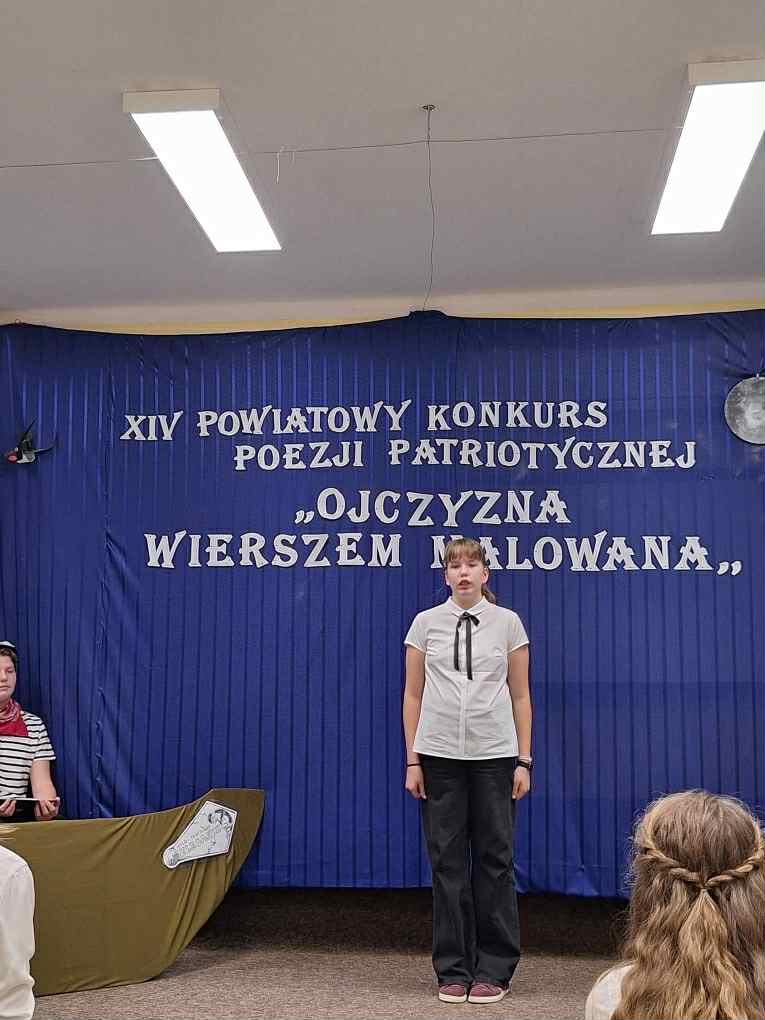 XIV POWIATOWY KONKURS
POEZJI PATRIOTYCZNEJ
„OJCZYZNA
WIERSZEM MALOWANA„